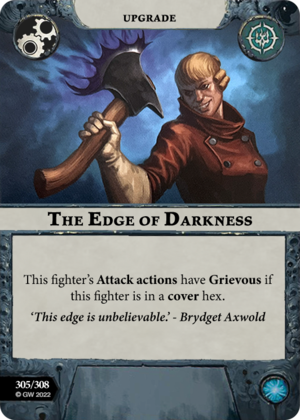 UPGRADE
THE EDGE OF DARKNESS
This fighter's Attack actions have Grievous if
this fighter is in a cover hex.
'This edge is unbelievable.' - Brydget Axwold
305/308
© GW 2022